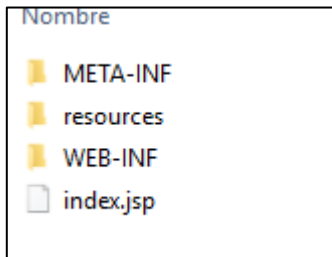 Nombre
META-INF
resources
WEB-INF
index.jsp